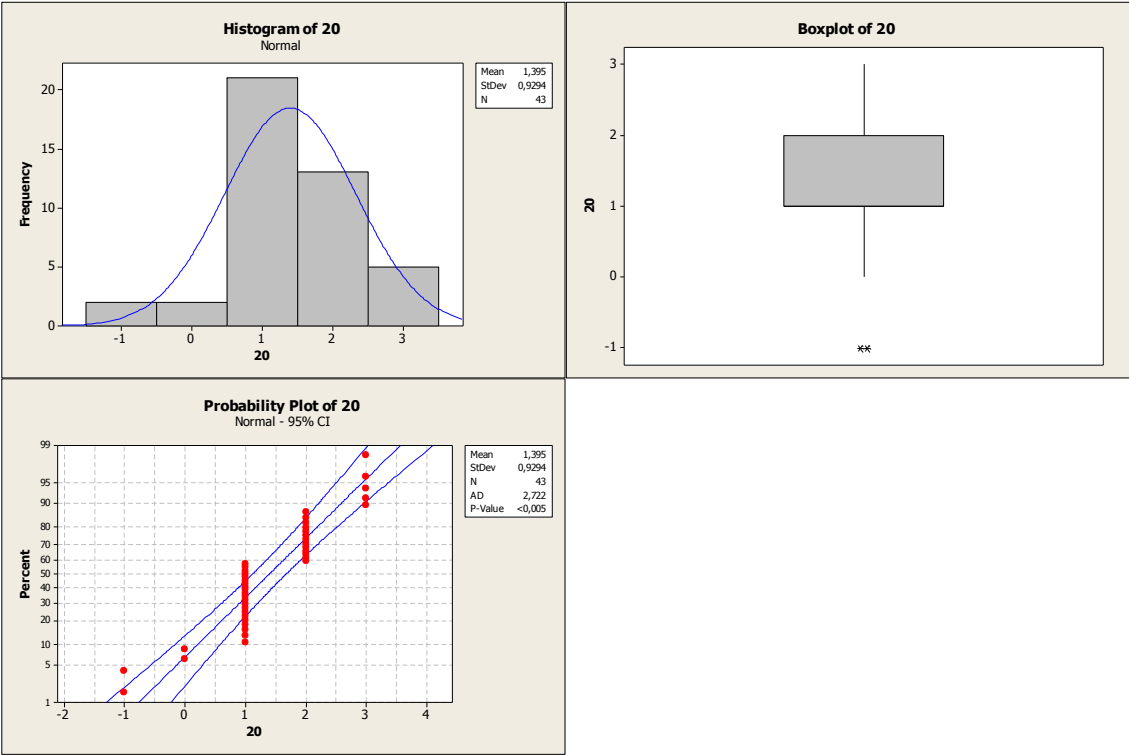 Histogram of 20
Normal
Mean 1,395
StDev 0,9294
N 43
Frequency
20
15
10
5
0
-1 0 1 2 3
20
Boxplot of 20
20
3
2
1
0
-1
Probability Plot of 20
Normal - 95% CI
Mean 1,395
StDev 0,9294
N 43
AD 2,722
P-Value <0,005
Percent
99
95
90
80
70
60
50
40
30
20
10
5
1
-2 -1 0 1 2 3 4
20